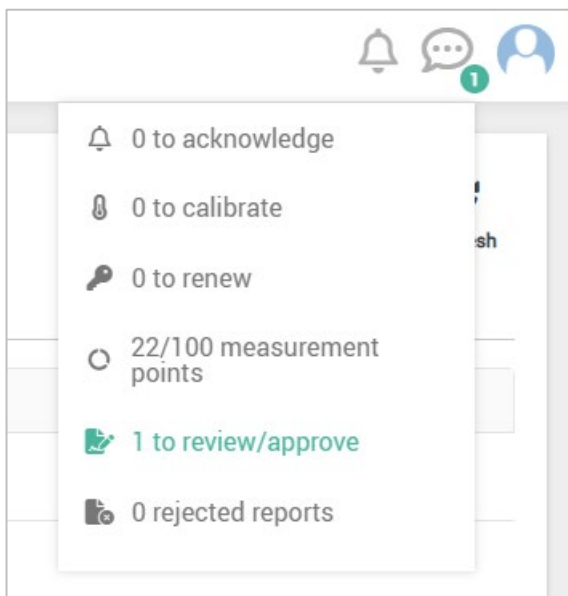 1
0 to acknowledge
0 to calibrate
esh
0 to renew
22/100 measurement
points
1 to review/approve
0 rejected reports